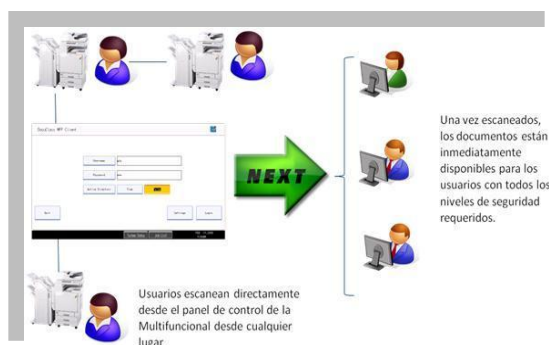 NEXT
Una vez escaneados,
los documentos están
inmediatamente
disponibles para los
usuarios con todos los
niveles de seguridad
requeridos.
Usuarios escanean directamente
desde el panel de control de la
Multifuncional desde cualquier
lugar